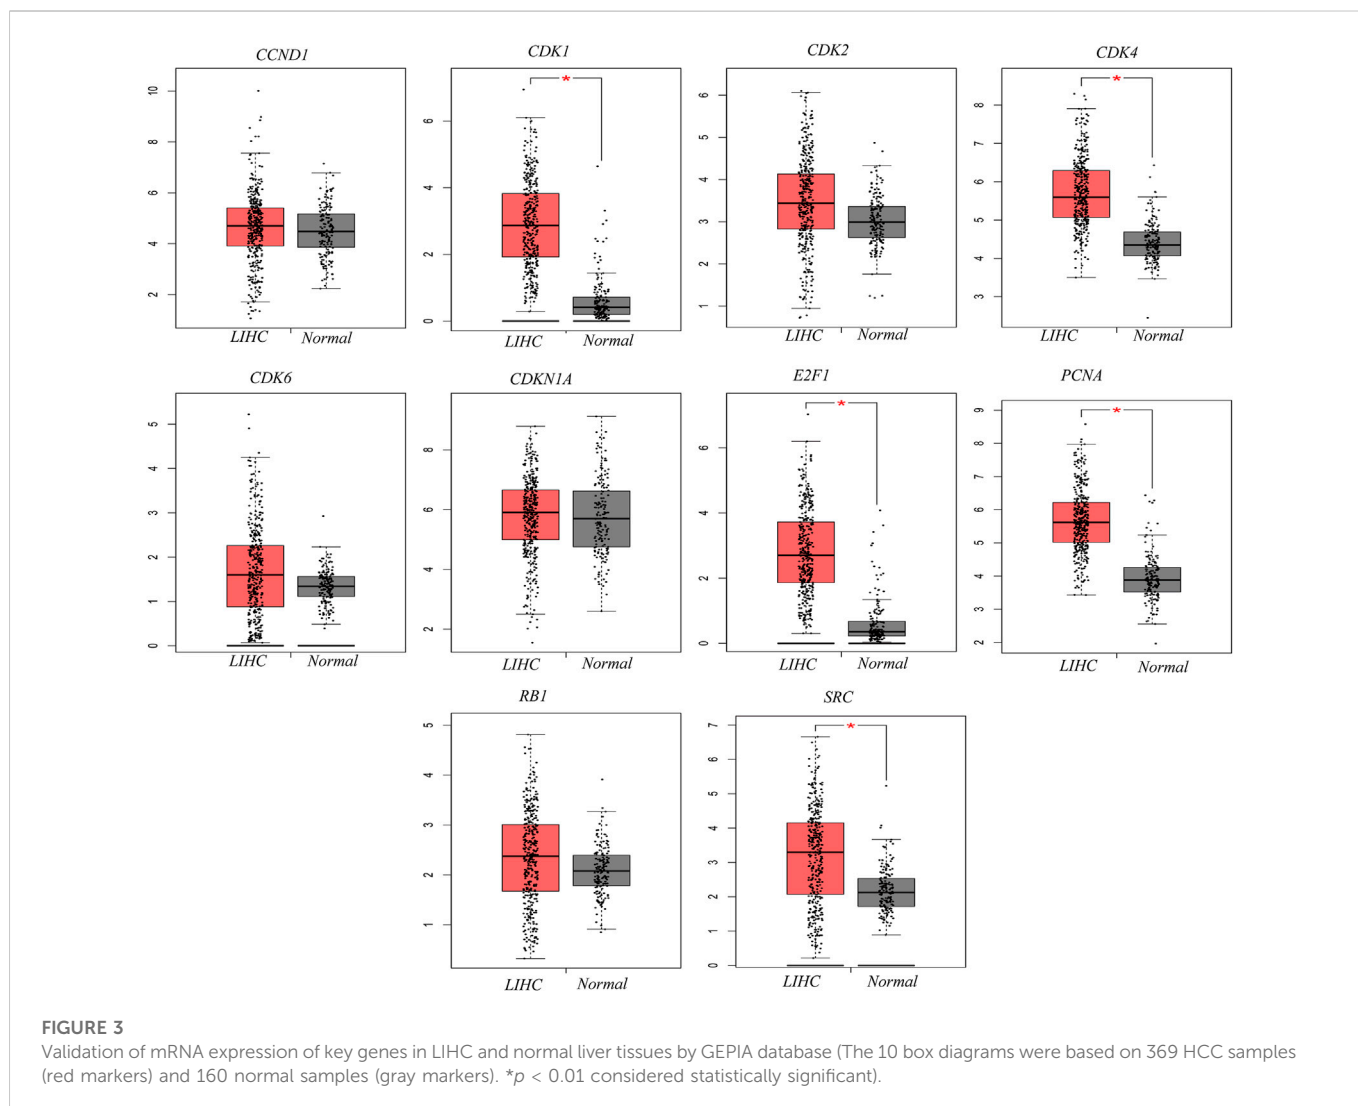 CCND1
10
8
6
4
2
LIHC Normal
CDK1
*
6
4
2
0
LIHC Normal
CDK2
6
5
4
3
2
1
LIHC Normal
CDK4
*
8
7
6
5
4
3
LIHC Normal
CDK6
5
4
3
2
1
0
LIHC Normal
CDKN1A
8
6
4
2
LIHC Normal
E2F1
*
6
4
2
0
LIHC Normal
PCNA
*
9
8
7
6
5
4
3
2
LIHC Normal
RB1
5
4
3
2
1
LIHC Normal
SRC
*
7
6
5
4
3
2
1
0
LIHC Normal
FIGURE 3
Validation of mRNA expression of key genes in LIHC and normal liver tissues by GEPIA database (The 10 box diagrams were based on 369 HCC samples
(red markers) and 160 normal samples (gray markers). *p < 0.01 considered statistically significant).